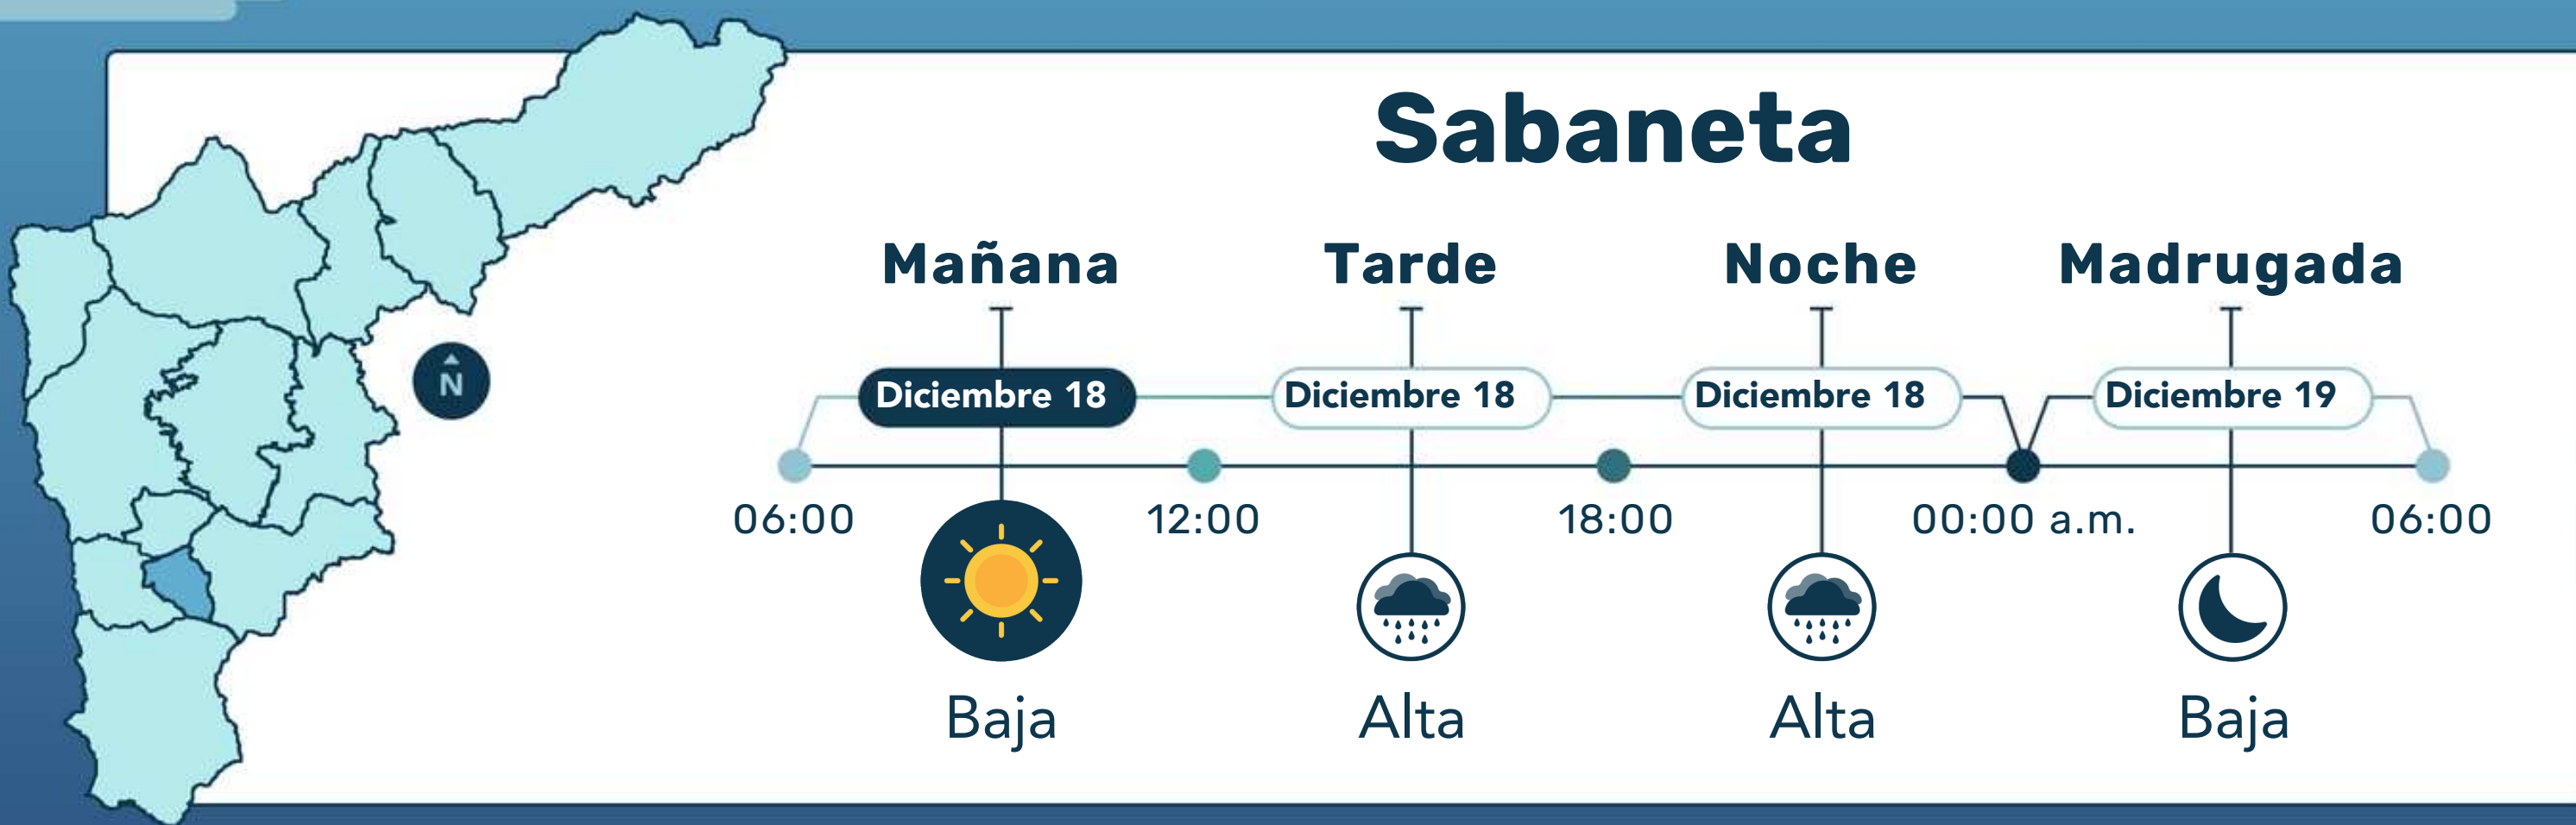 Sabaneta
Mañana Tarde Noche Madrugada
N
Diciembre 18 Diciembre 18 Diciembre 18 Diciembre 19
06:00 12:00 18:00 00:00 a.m. 06:00
Baja Alta Alta Baja